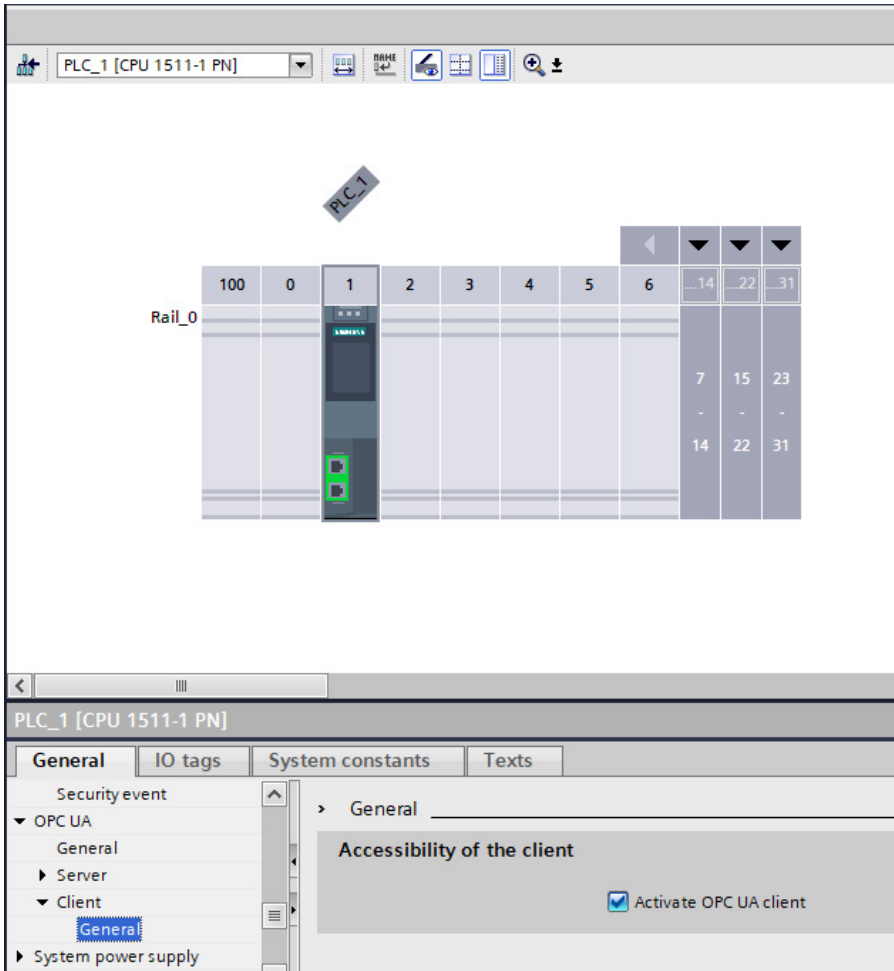 PLC_1 [CPU 1511-1 PN]
NAME
PLC_1
100 0 1 2 3 4 5 6 ...14 ...22 ...31
Rail_0
SIEMENS
7 15 23
- - -
14 22 31
PLC_1 [CPU 1511-1 PN]
General IO tags System constants Texts
Security event
OPC UA
General
Server
Client
General
System power supply
General
Accessibility of the client
Activate OPC UA client